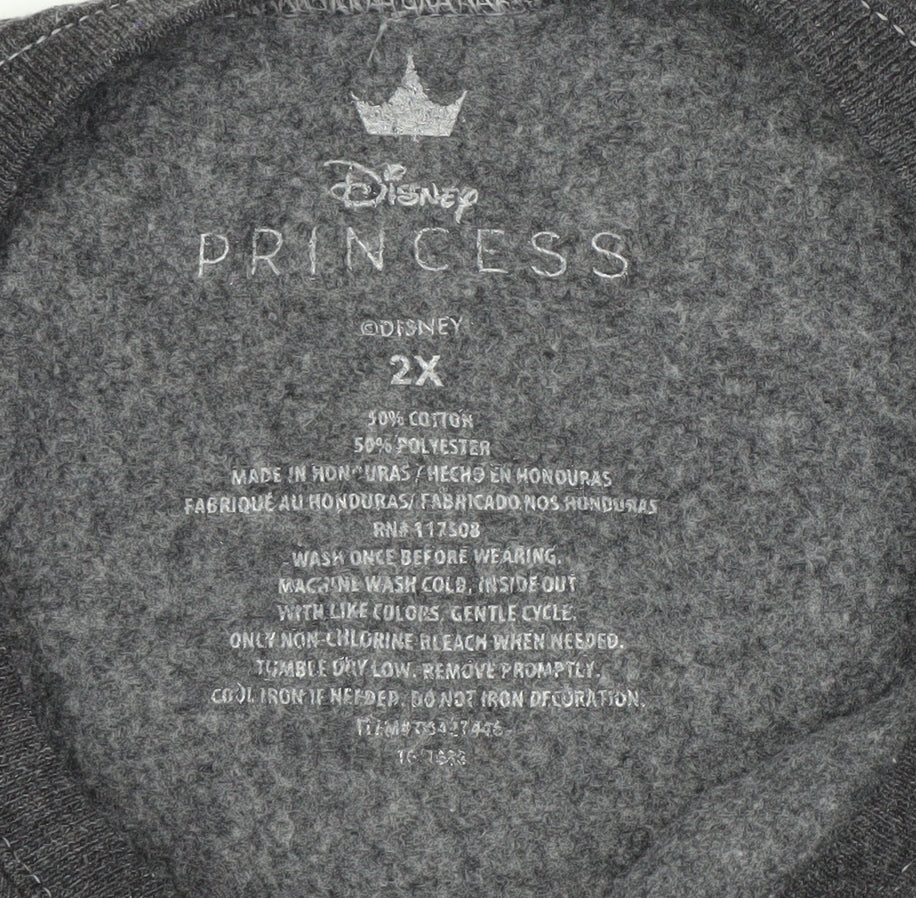 Disney
PRINCESS
©DISNEY
2X
50% COTTON
50% POLYESTER
MADE IN HONDURAS / HECHO EN HONDURAS
FABRIQUÉ AU HONDURAS/ FABRICADO NOS HONDURAS
RN# 117508
WASH ONCE BEFORE WEARING.
MACHINE WASH COLD, INSIDE OUT
WITH LIKE COLORS. GENTLE CYCLE.
ONLY NON-CHLORINE BLEACH WHEN NEEDED.
TUMBLE DRY LOW. REMOVE PROMPTLY.
COOL IRON IF NEEDED. DO NOT IRON DECORATION.